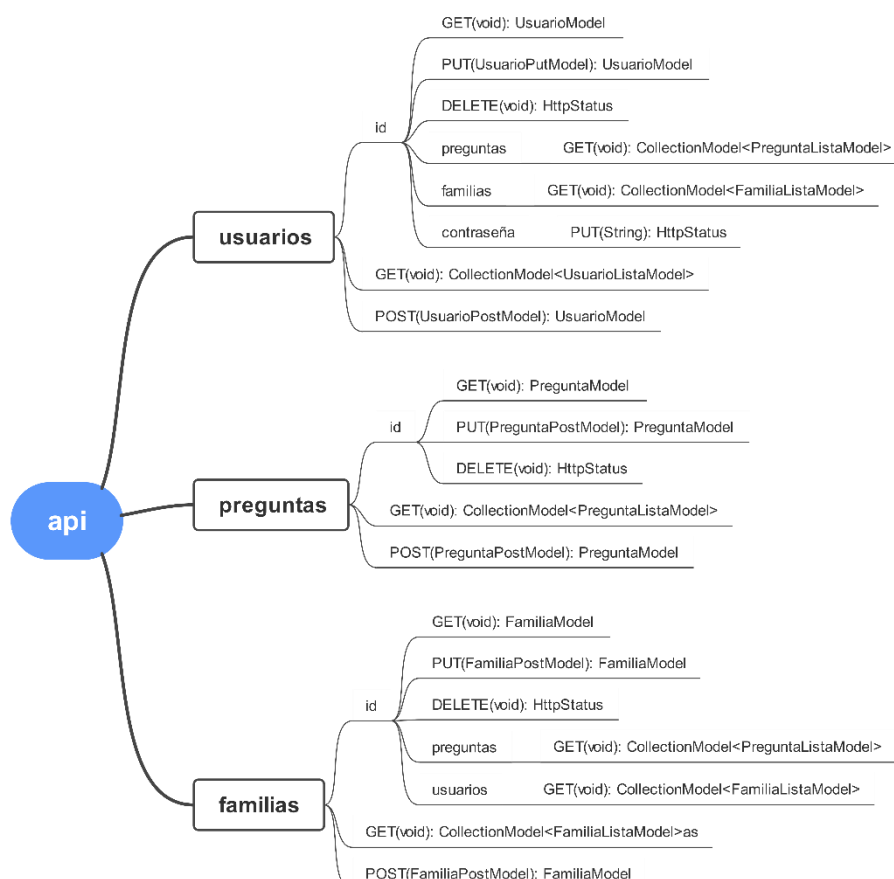 GET(void): UsuarioModel
PUT(UsuarioPutModel): UsuarioModel
DELETE(void): HttpStatus
id
preguntas GET(void): CollectionModel<PreguntaListaModel>
familias GET(void): CollectionModel<FamiliaListaModel>
contraseña PUT(String): HttpStatus
usuarios
GET(void): CollectionModel<UsuarioListaModel>
POST(UsuarioPostModel): UsuarioModel
GET(void): PreguntaModel
id
PUT(PreguntaPostModel): PreguntaModel
DELETE(void): HttpStatus
preguntas
GET(void): CollectionModel<PreguntaListaModel>
POST(PreguntaPostModel): PreguntaModel
api
GET(void): FamiliaModel
PUT(FamiliaPostModel): FamiliaModel
id
DELETE(void): HttpStatus
preguntas GET(void): CollectionModel<PreguntaListaModel>
usuarios GET(void): CollectionModel<FamiliaListaModel>
familias
GET(void): CollectionModel<FamiliaListaModel>as
POST(FamiliaPostModel): FamiliaModel